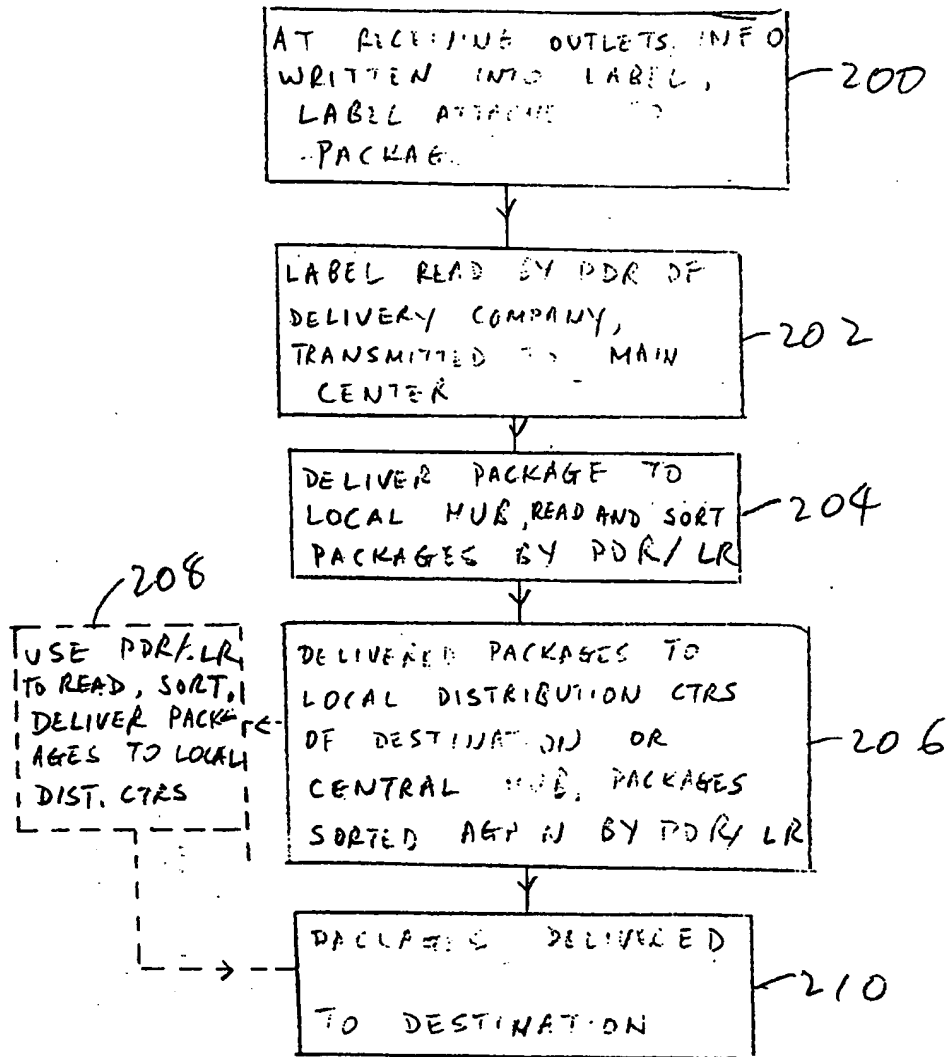 AT RECEIVING OUTLETS. INFO
WRITTEN INTO LABEL,
LABEL ATTACHE TO
PACKAG
200
LABEL READ BY PDR OF
DELIVERY COMPANY,
TRANSMITTED TO MAIN
CENTER
202
DELIVER PACKAGE TO
LOCAL HUB, READ AND SORT
PACKAGES BY PDR/LR
204
208
USE PDR/LR
TO READ, SORT,
DELIVER PACK-
AGES TO LOCAL
DIST. CTRS
DELIVERED PACKAGES TO
LOCAL DISTRIBUTION CTRS
OF DESTINATION OR
CENTRAL HUB, PACKAGES
SORTED AGAIN BY PDR/LR
206
PACKAGES DELIVERED
TO DESTINATION
210